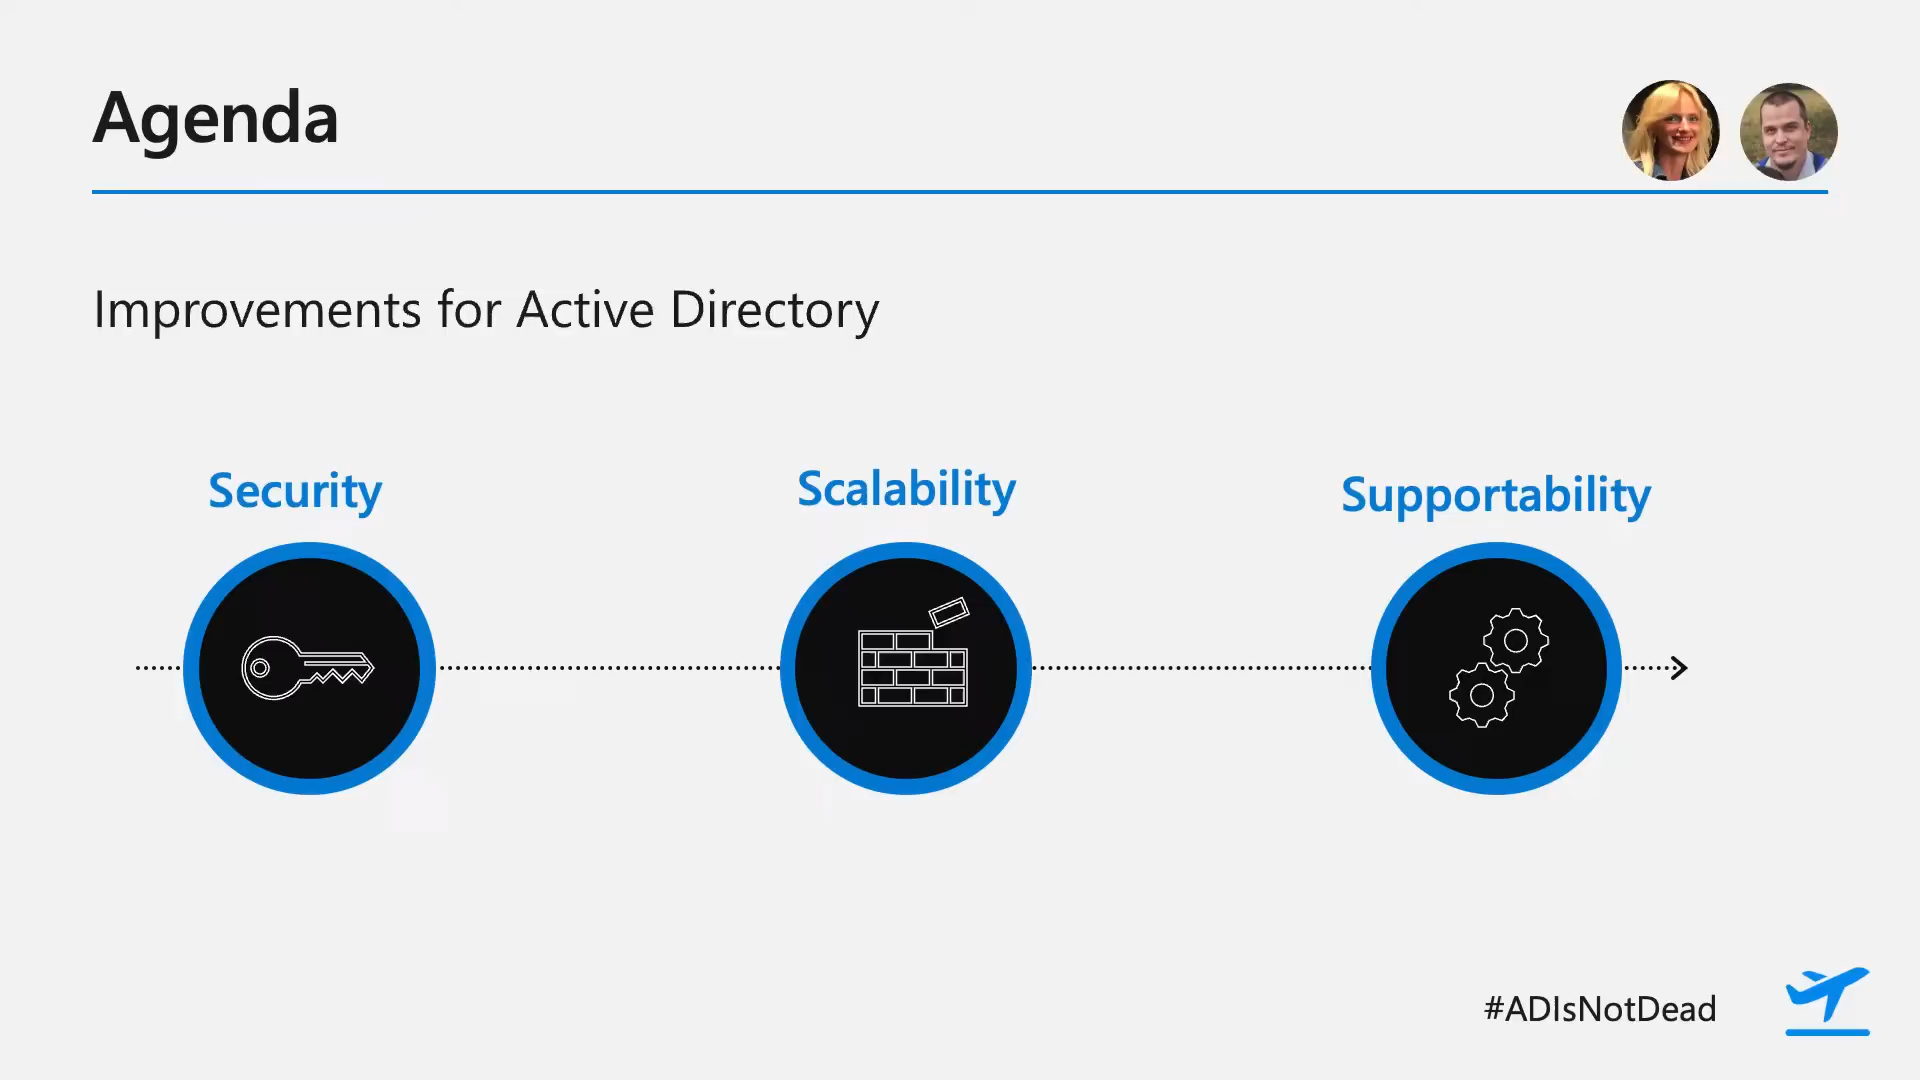 Agenda
Improvements for Active Directory
Security
Scalability
Supportability
#ADIsNotDead